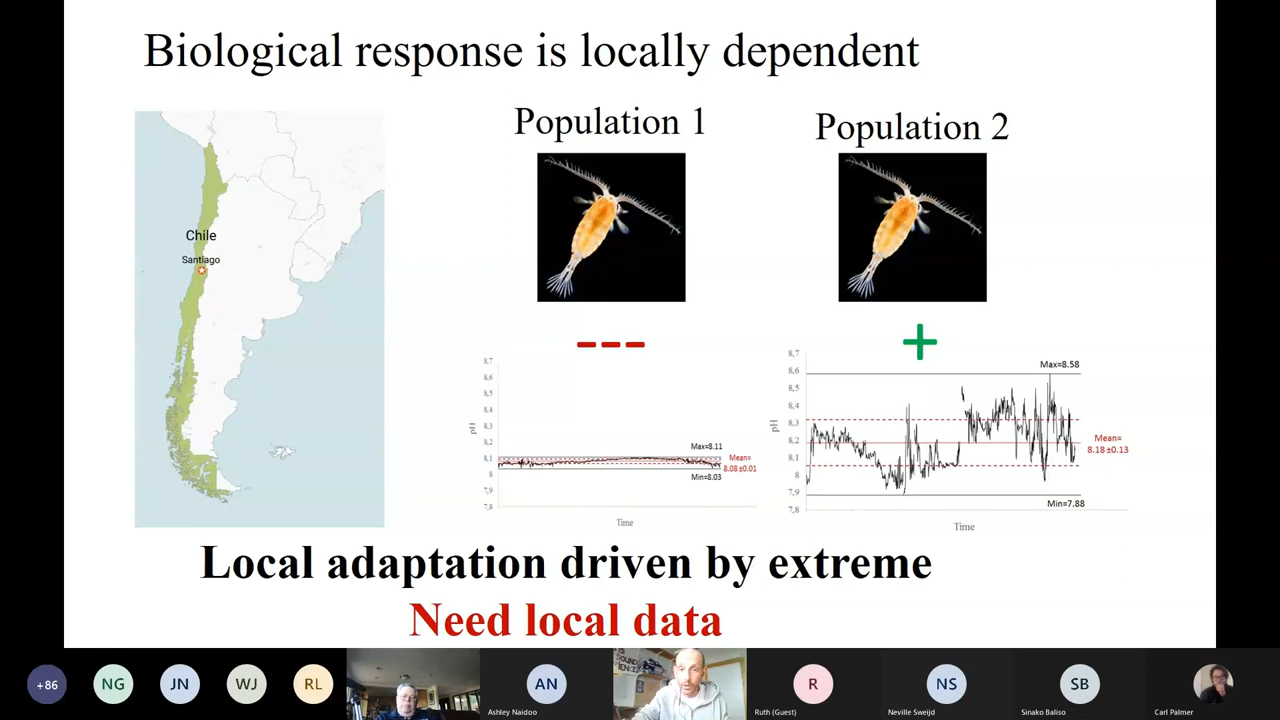 Biological response is locally dependent
Population 1
Population 2
Chile
Santiago
8,7
8,6
8,5
8,4
8,3
8,2
8,1
8
7,9
7,8
pH
Max=8.11
Mean=
8.08 ±0.01
Min=8.03
Time
8,7
8,6
8,5
8,4
8,3
8,2
8,1
8
7,9
7,8
pH
Max=8.58
Mean=
8.18 ±0.13
Min=7.88
Time
Local adaptation driven by extreme
Need local data
+86
NG
JN
WJ
RL
AN
Ashley Naidoo
R
Ruth (Guest)
NS
Neville Sweijd
SB
Sinako Baliso
Carl Palmer